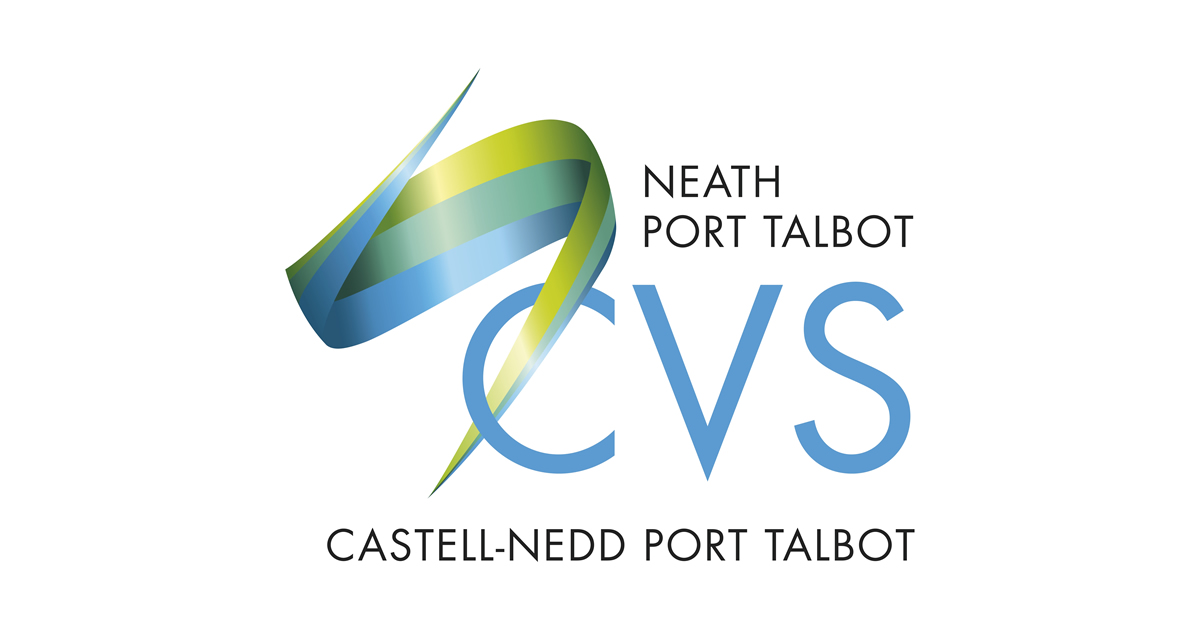 NEATH
PORT TALBOT
CVS
CASTELL-NEDD PORT TALBOT